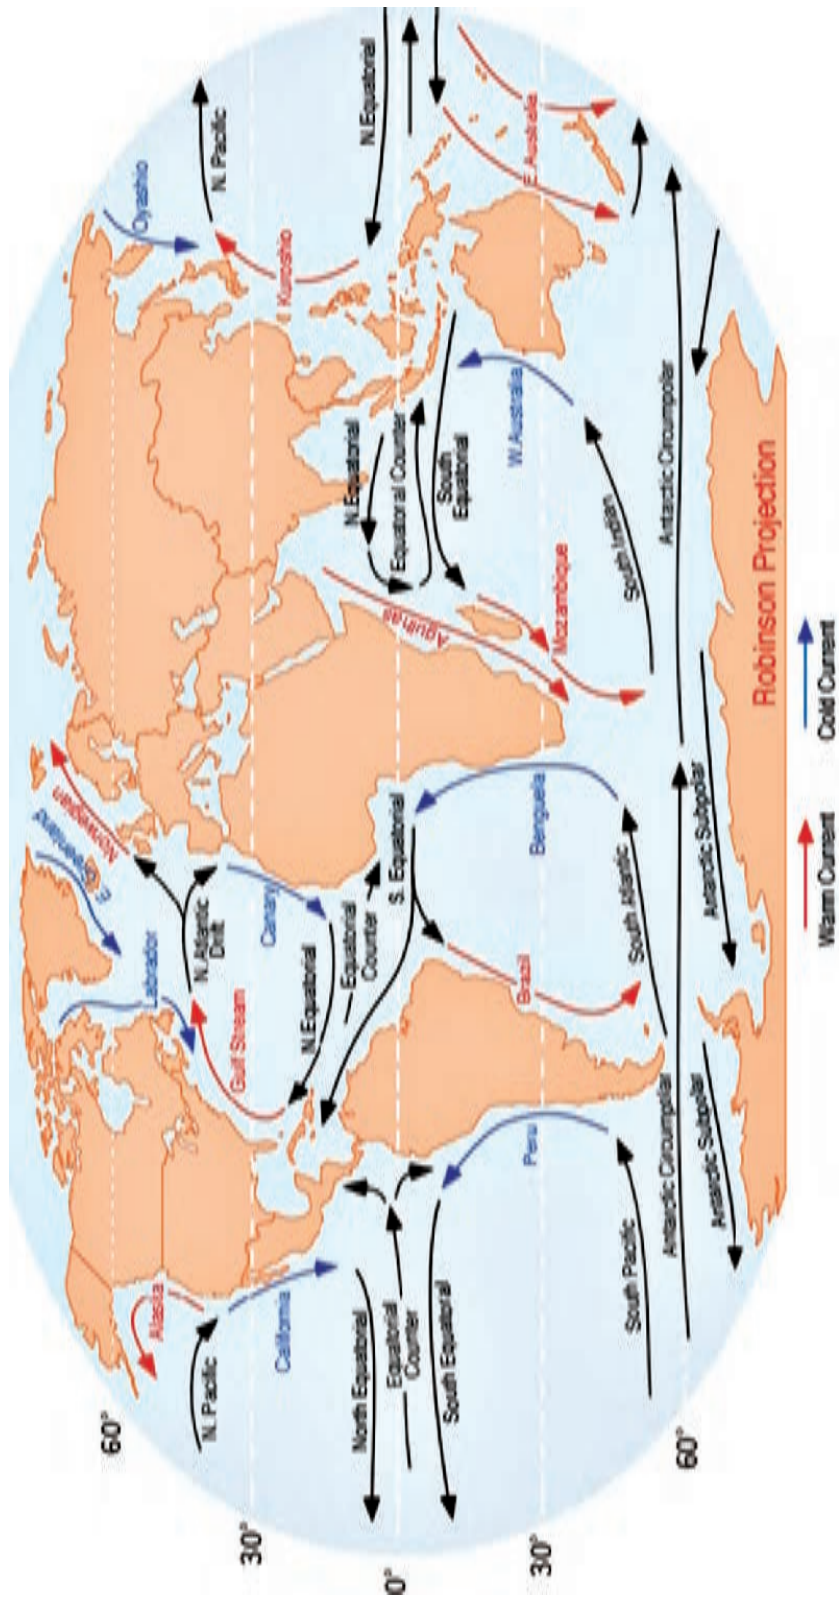 60°
Alaska
Labrador
E. Greenland
Norwegian
Oyashio
N. Pacific
N. Atlantic
Drift
N. Pacific
30°
California
Gulf Stream
Canary
Kuroshio
N.Equatorial
Equatorial
Counter
North Equatorial
N.Equatorial
N.Equatorial
0°
Equatorial
Counter
S. Equatorial
Agulhas
Equatorial Counter
South Equatorial
South
Equatorial
30°
Peru
Brazil
Benguela
Mozambique
W.Australia
E. Australia
South Pacific
South Atlantic
South Indian
60°
Antarctic Circumpolar
Antarctic Circumpolar
Antarctic Subpolar
Antarctic Subpolar
Robinson Projection
Warm Current
Cold Current